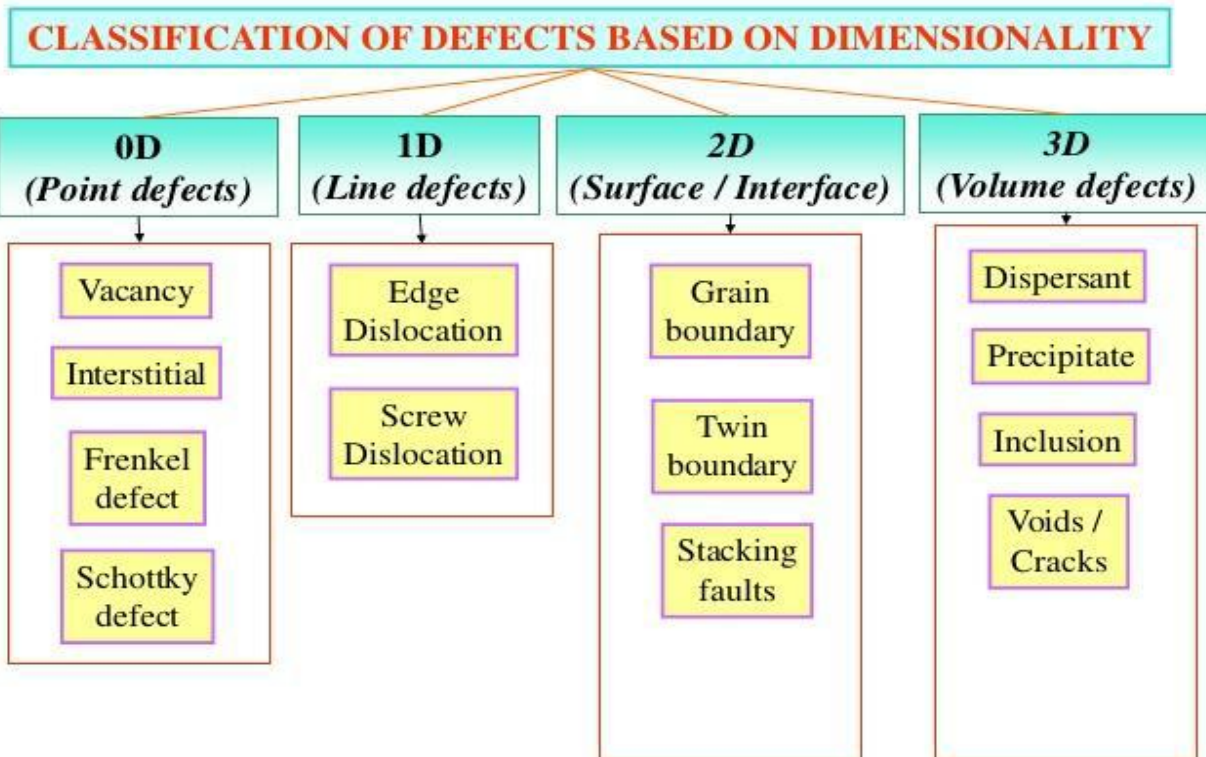 CLASSIFICATION OF DEFECTS BASED ON DIMENSIONALITY
0D
(Point defects)
1D
(Line defects)
2D
(Surface / Interface)
3D
(Volume defects)
Vacancy
Interstitial
Frenkel
defect
Schottky
defect
Edge
Dislocation
Screw
Dislocation
Grain
boundary
Twin
boundary
Stacking
faults
Dispersant
Precipitate
Inclusion
Voids /
Cracks